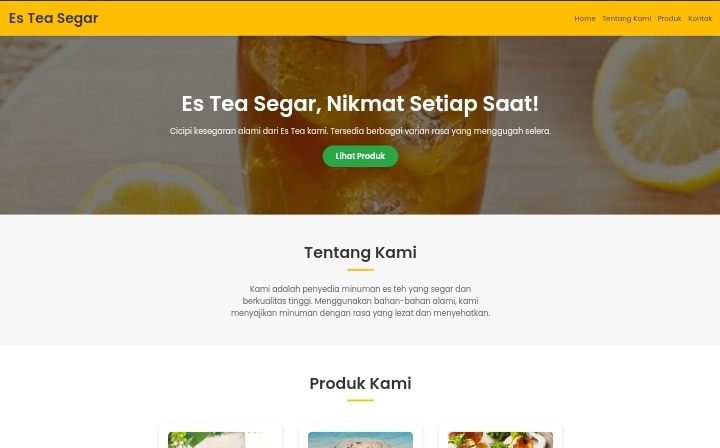 Es Tea Segar
Home Tentang Kami Produk Kontak
Es Tea Segar, Nikmat Setiap Saat!
Cicipi kesegaran alami dari Es Tea kami. Tersedia berbagai varian rasa yang menggugah selera.
Lihat Produk
Tentang Kami
Kami adalah penyedia minuman es teh yang segar dan
berkualitas tinggi. Menggunakan bahan-bahan alami, kami
menyajikan minuman dengan rasa yang lezat dan menyehatkan.
Produk Kami